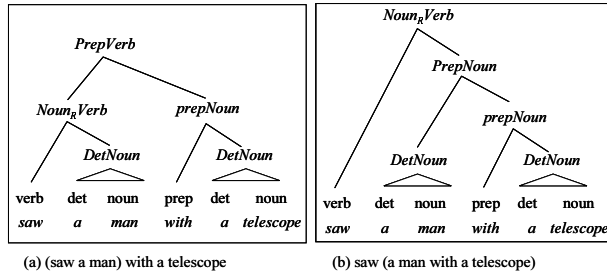 PrepVerb
Noun_RVerb
prepNoun
DetNoun
DetNoun
verb det noun prep det noun
saw a man with a telescope
(a) (saw a man) with a telescope
Noun_RVerb
PrepNoun
prepNoun
DetNoun
DetNoun
verb det noun prep det noun
saw a man with a telescope
(b) saw (a man with a telescope)